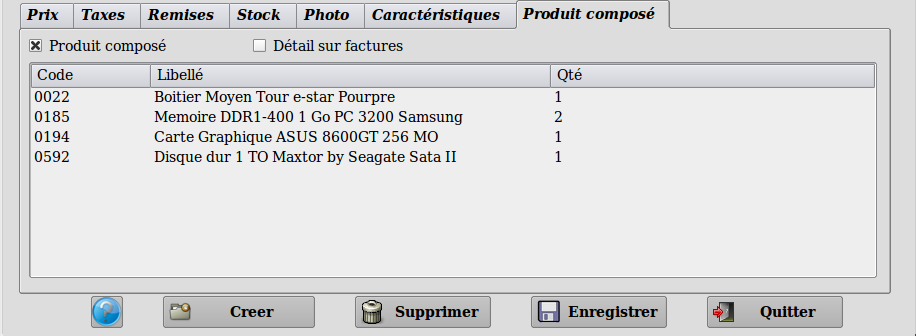 Prix Taxes Remises Stock Photo Caractéristiques Produit composé
Produit composé Détail sur factures
Code Libellé Qté
0022 Boitier Moyen Tour e-star Pourpre 1
0185 Memoire DDR1-400 1 Go PC 3200 Samsung 2
0194 Carte Graphique ASUS 8600GT 256 MO 1
0592 Disque dur 1 TO Maxtor by Seagate Sata II 1
? Creer Supprimer Enregistrer Quitter